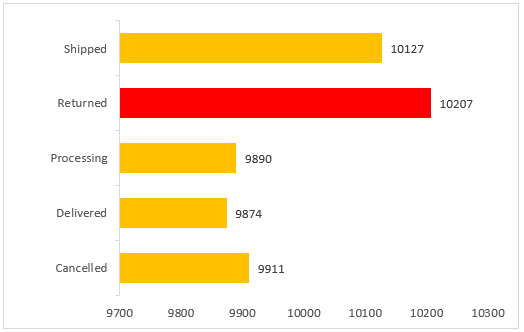 Shipped 10127
Returned 10207
Processing 9890
Delivered 9874
Cancelled 9911
9700 9800 9900 10000 10100 10200 10300